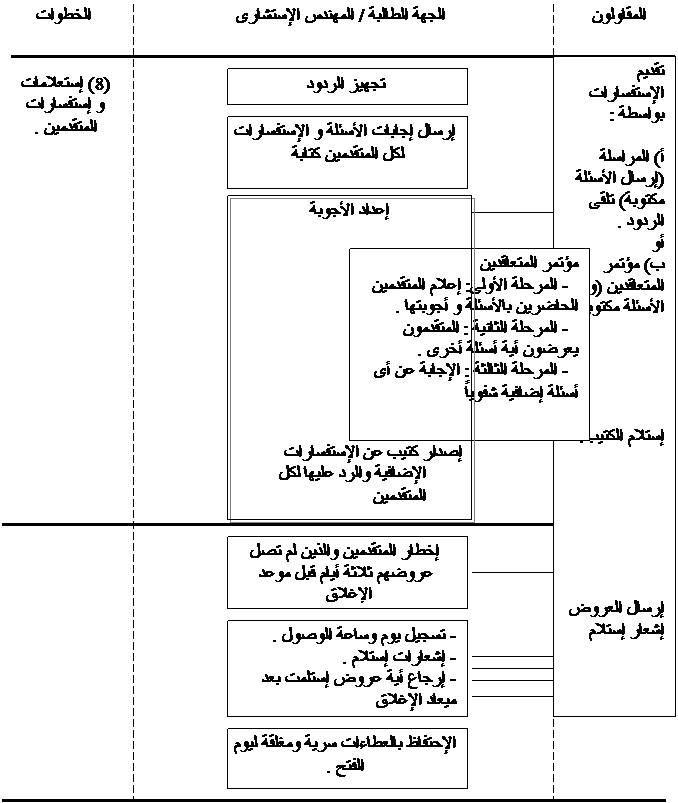 المقاولون
الجهة الطالبة / المهندس الإستشارى
الخطوات
(8) إستعلامات
و إستفسارات
المتقدمين .
تجهيز الردود
إرسال إجابات الأسئلة و الإستفسارات
لكل المتقدمين كتابة
إعداد الأجوبة
مؤتمر المتعاقدين
- المرحلة الأولى: إعلام المتقدمين
الحاضرين بالأسئلة و أجوبتها .
- المرحلة الثانية : المتقدمون
يعرضون أية أسئلة أخرى .
- المرحلة الثالثة : الإجابة عن أى
أسئلة إضافية شفوياً
إصدار كتيب عن الإستفسارات
الإضافية والرد عليها لكل
المتقدمين
تقديم
الإستفسارات
بواسطة :
أ) المراسلة
(إرسال الأسئلة
مكتوبة) تلقى
الردود .
أو
ب) مؤتمر
المتعاقدين (و
الأسئلة مكتوب
إستلام الكتيب .
إخطار المتقدمين والذين لم تصل
عروضهم ثلاثة أيام قبل موعد
الإغلاق
- تسجيل يوم وساعة الوصول .
- إشعارات إستلام .
- إرجاع أية عروض إستلمت بعد
ميعاد الإغلاق
الإحتفاظ بالعطاءات سرية ومغلقة ليوم
الفتح .
إرسال العروض
إشعار إستلام